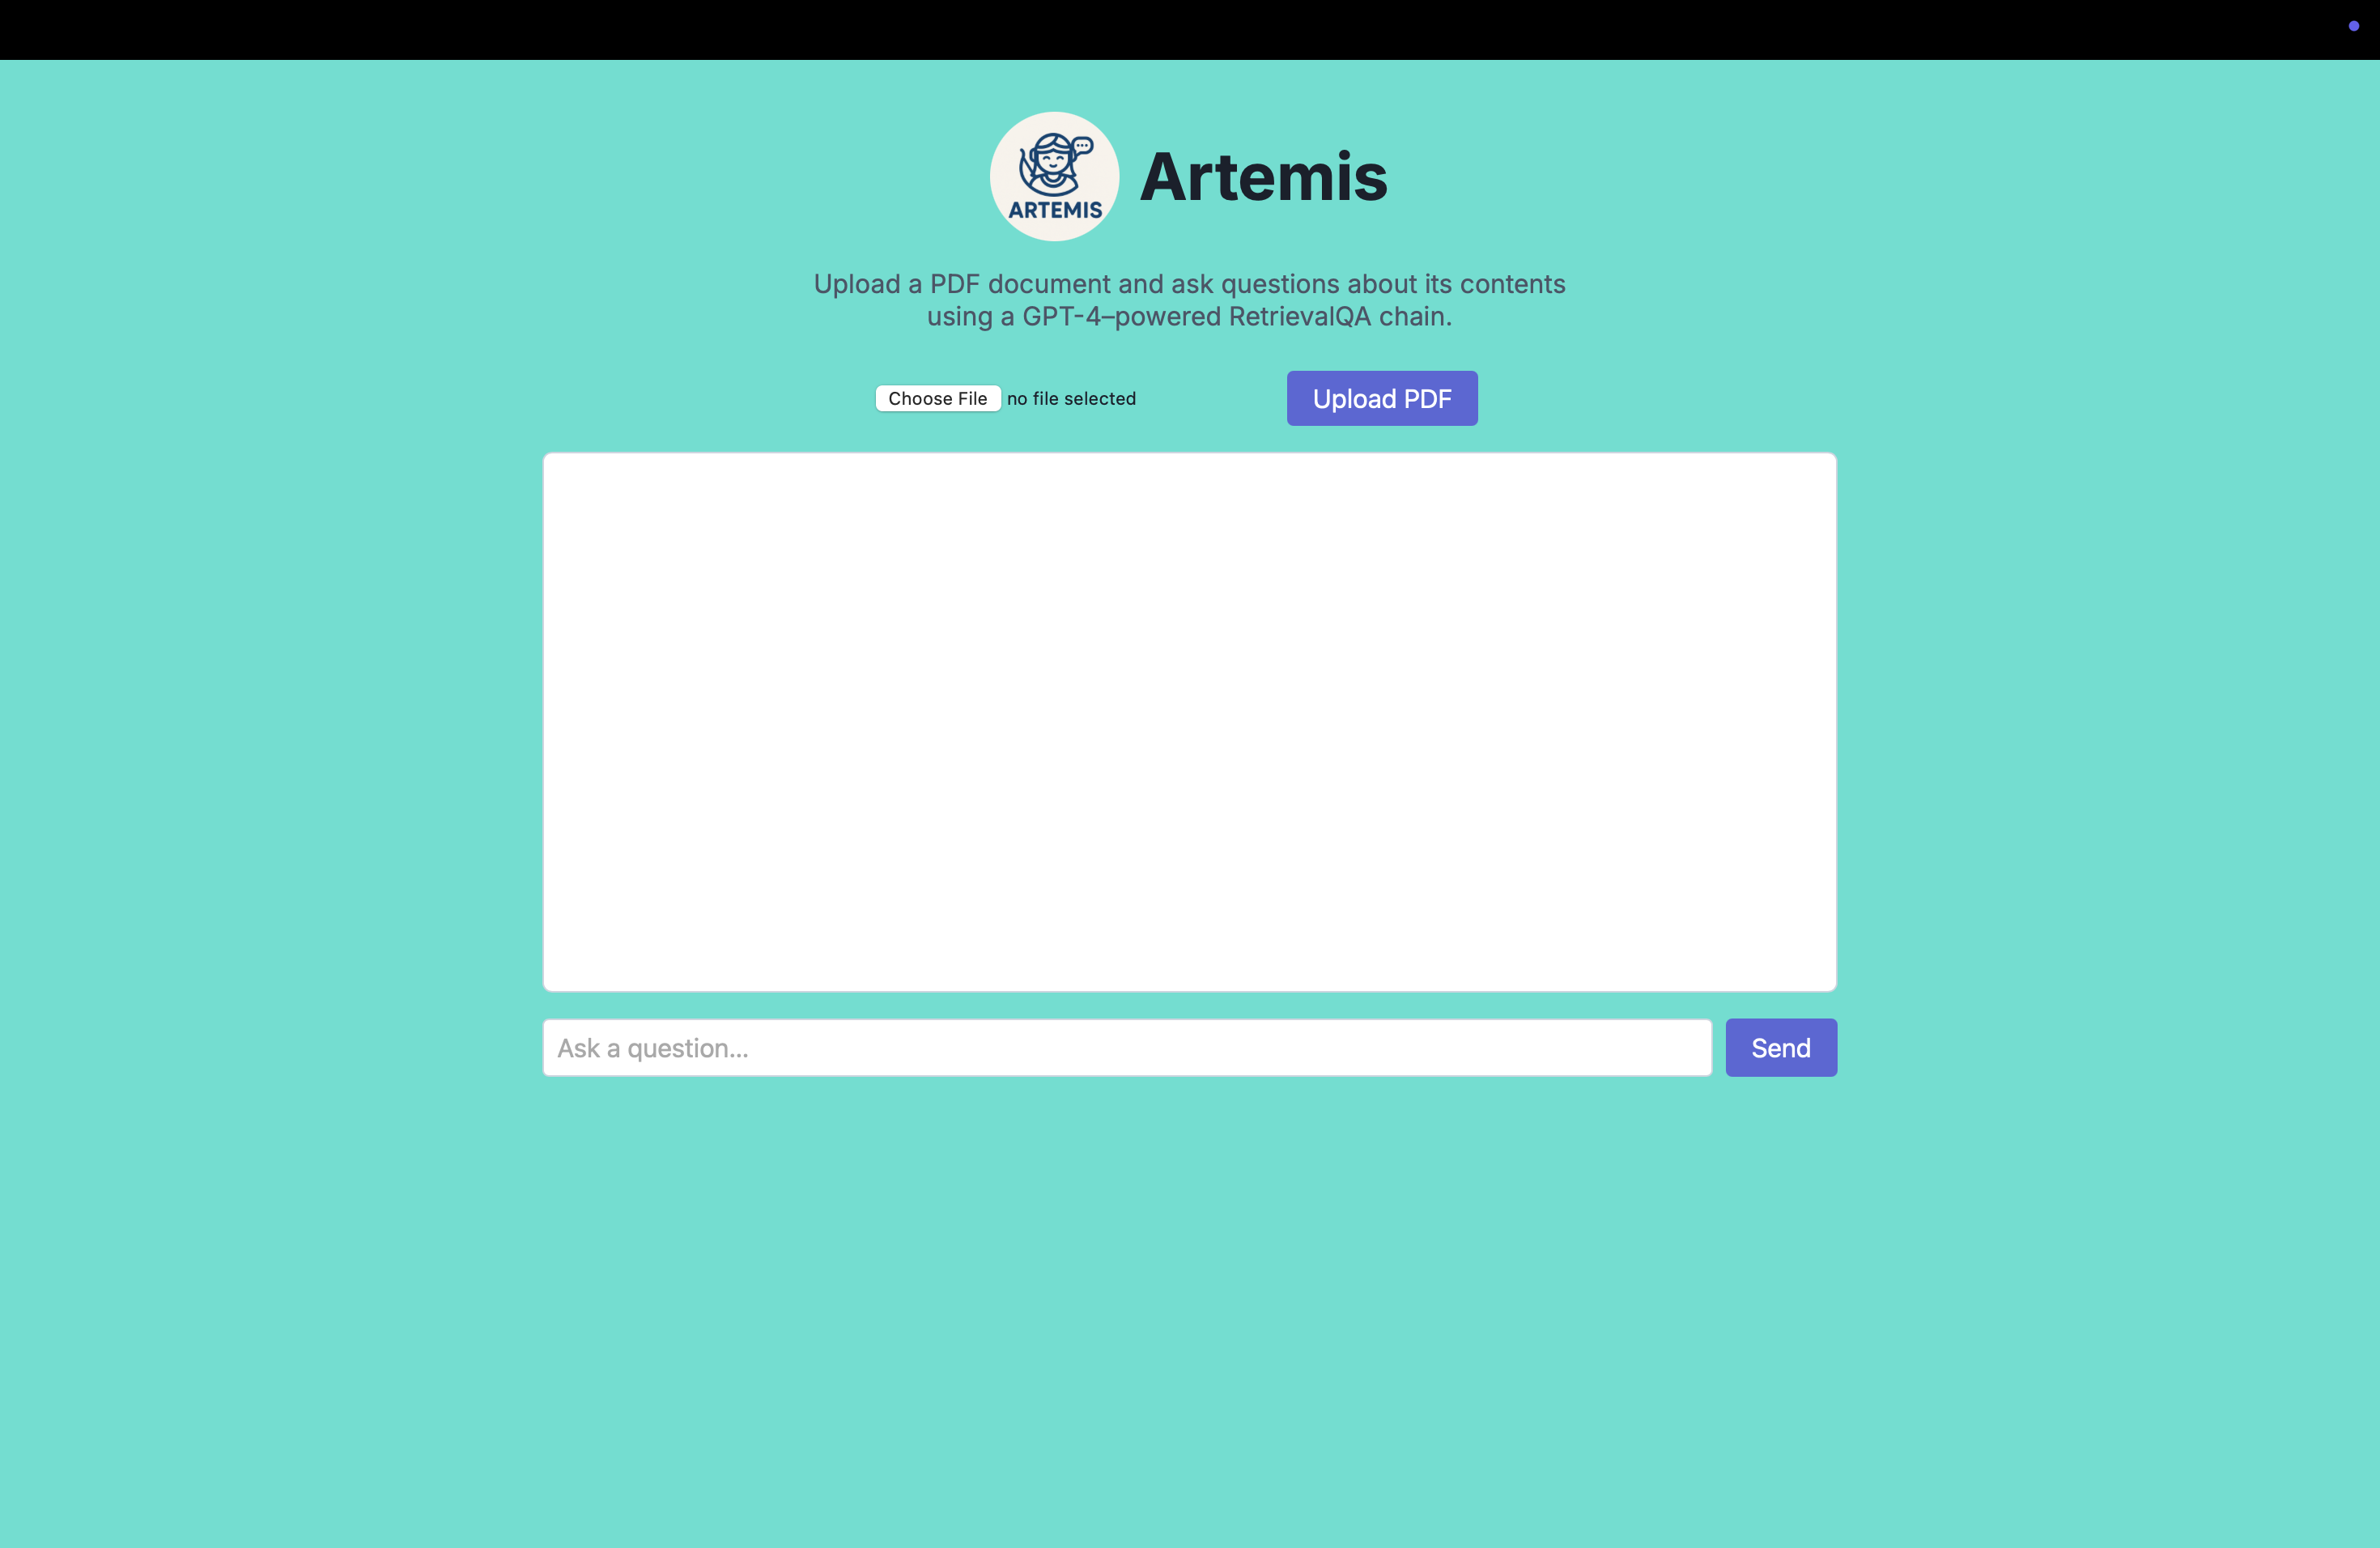 ARTEMIS
Artemis
Upload a PDF document and ask questions about its contents
using a GPT-4–powered RetrievalQA chain.
Choose File no file selected
Upload PDF
Ask a question...
Send